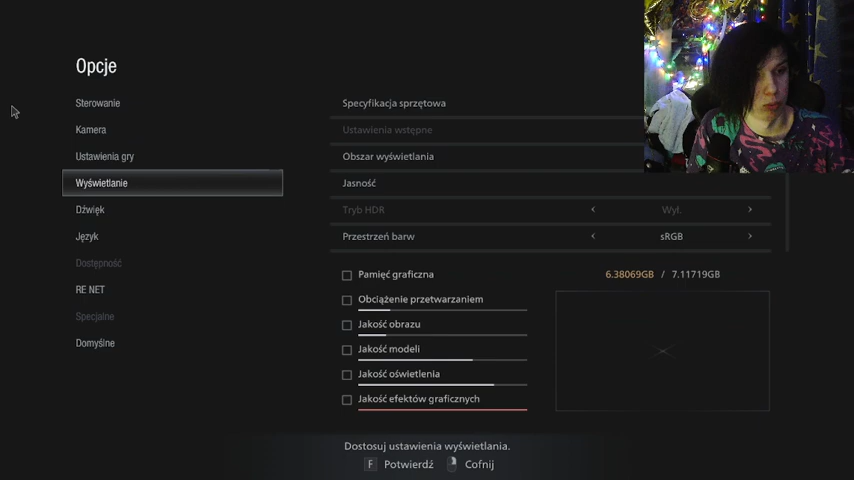 Opcje
Sterowanie
Kamera
Ustawienia gry
Wyświetlanie
Dźwięk
Język
Dostępność
RE NET
Specjalne
Domyślne
Specyfikacja sprzętowa
Ustawienia wstępne
Obszar wyświetlania
Jasność
Tryb HDR Wył.
Przestrzeń barw sRGB
Pamięć graficzna 6.38069GB / 7.11719GB
Obciążenie przetwarzaniem
Jakość obrazu
Jakość modeli
Jakość oświetlenia
Jakość efektów graficznych
Dostosuj ustawienia wyświetlania.
F Potwierdź Cofnij